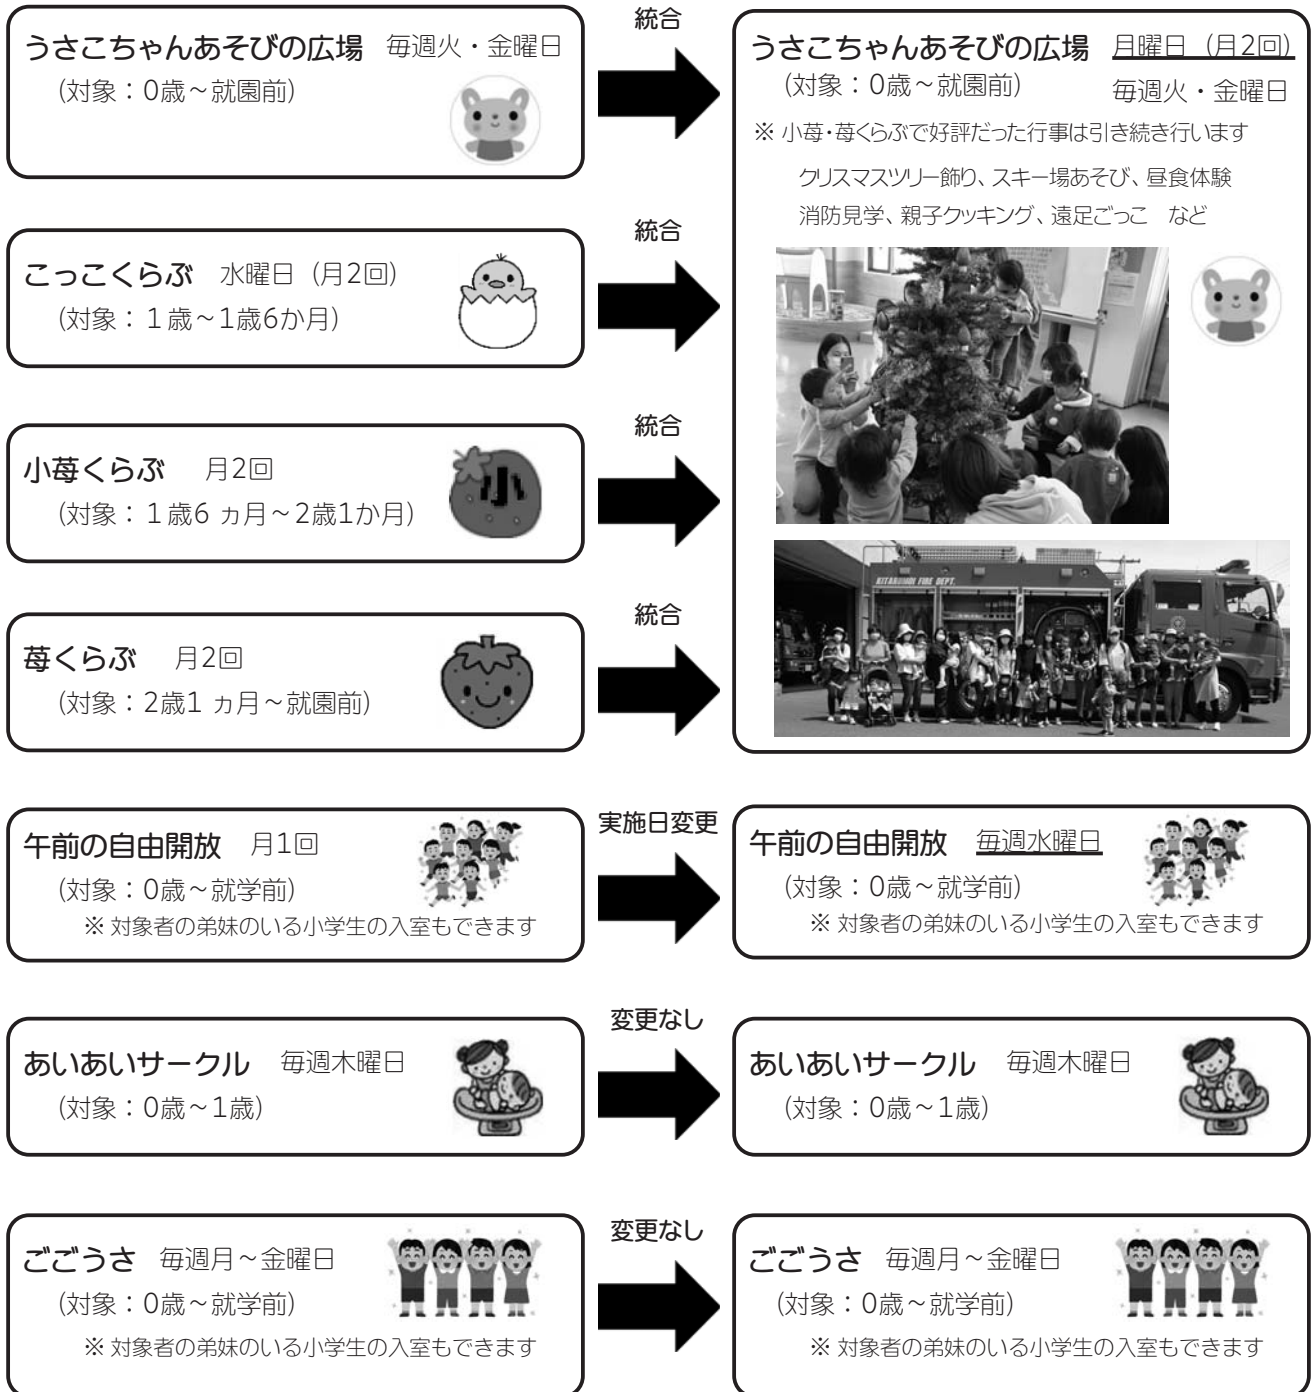 うさこちゃんあそびの広場　毎週火・金曜日
(対象：0歳～就園前)
統合
うさこちゃんあそびの広場　月曜日（月2回）
(対象：0歳～就園前)　毎週火・金曜日
※ 小苺・苺くらぶで好評だった行事は引き続き行います
クリスマスツリー飾り、スキー場あそび、昼食体験
消防見学、親子クッキング、遠足ごっこ　など
KITAHIROSHI FIRE DEPT.
こっこくらぶ　水曜日（月2回）
(対象：１歳～1歳6か月)
統合
小苺くらぶ　月2回
(対象：１歳6 ヵ月～2歳1か月)
小
統合
苺くらぶ　月2回
(対象：2歳1 ヵ月～就園前)
統合
午前の自由開放　月1回
(対象：0歳～就学前)
※ 対象者の弟妹のいる小学生の入室もできます
実施日変更
午前の自由開放　毎週水曜日
(対象：0歳～就学前)
※ 対象者の弟妹のいる小学生の入室もできます
あいあいサークル　毎週木曜日
(対象：0歳～1歳)
変更なし
あいあいサークル　毎週木曜日
(対象：0歳～1歳)
ごごうさ　毎週月～金曜日
(対象：0歳～就学前)
※ 対象者の弟妹のいる小学生の入室もできます
変更なし
ごごうさ　毎週月～金曜日
(対象：0歳～就学前)
※ 対象者の弟妹のいる小学生の入室もできます